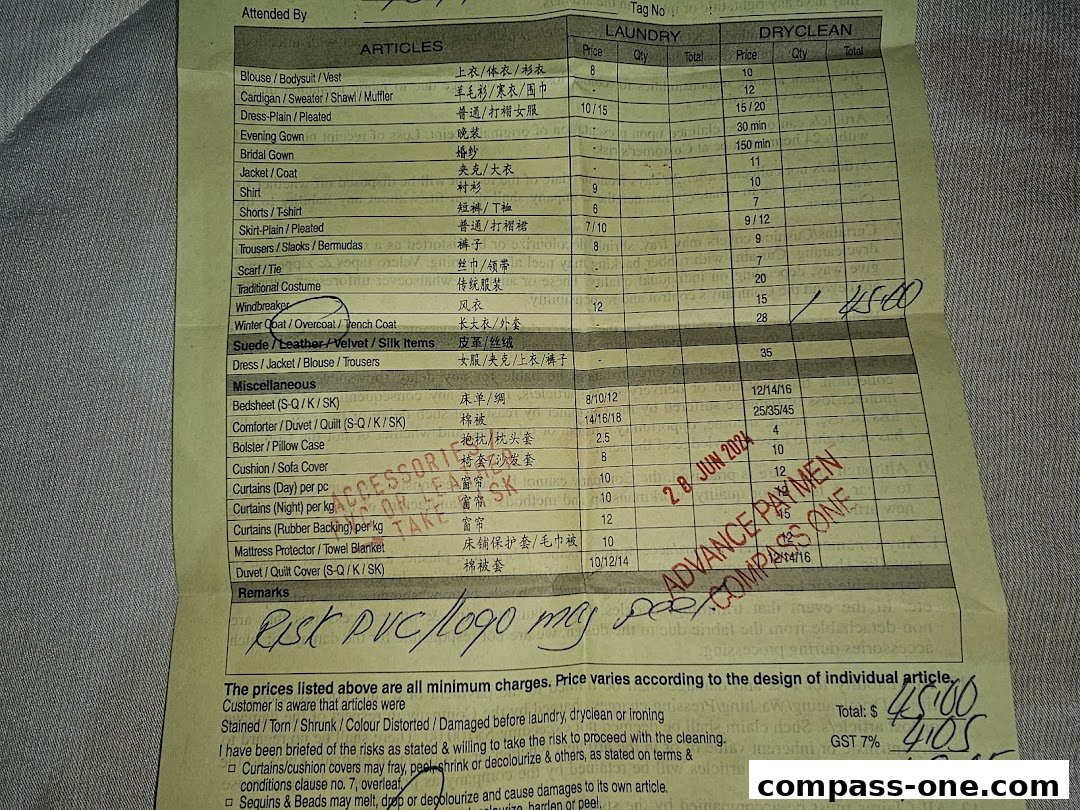 Attended By Tag No
ARTICLES LAUNDRY DRYCLEAN
Price Qty Total Price Qty Total
Blouse / Bodysuit / Vest 上衣/体衣/衫衣 8 10
Cardigan / Sweater / Shawl / Muffler 羊毛衫/寒衣/围巾 - 12
Dress-Plain / Pleated 普通/打褶女服 10 / 15 15 / 20
Evening Gown 晚装 - 30 min
Bridal Gown 婚纱 - 150 min
Jacket / Coat 夹克/大衣 - 11
Shirt 衬衫 9 10
Shorts / T-shirt 短裤/T恤 6 7
Skirt-Plain / Pleated 普通/打褶裙 7 / 10 9 / 12
Trousers / Slacks / Bermudas 裤子 8 9
Scarf / Tie 丝巾/领带 - 7
Traditional Costume 传统服装 - 20
Windbreaker 风衣 12 15
Winter Coat / Overcoat / Trench Coat 长大衣/外套 - 28 1 45.00
Suede / Leather / Velvet / Silk Items 皮革/丝绒
Dress / Jacket / Blouse / Trousers 女服/夹克/上衣/裤子 - 35
Miscellaneous
Bedsheet (S-Q / K / SK) 床单/绸 8/10/12 12/14/16
Comforter / Duvet / Quilt (S-Q / K / SK) 棉被 14/16/18 25/35/45
Bolster / Pillow Case 抱枕/枕头套 2.5 4
Cushion / Sofa Cover 椅套/沙发套 8 10
Curtains (Day) per pc 窗帘 10 12
Curtains (Night) per kg 窗帘 10
Curtains (Rubber Backing) per kg 窗帘 12 15
Mattress Protector / Towel Blanket 床铺保护套/毛巾被 10 12
Duvet / Quilt Cover (S-Q / K / SK) 棉被套 10/12/14 12/14/16
ACCESSORIES /
PVC OR LEATHER
TAKE RISK
28 JUN 2024
ADVANCE PAYMEN
COMPASS ONE
Remarks
Risk PVC/logo may peel.
The prices listed above are all minimum charges. Price varies according to the design of individual article.
Customer is aware that articles were
Stained / Torn / Shrunk / Colour Distorted / Damaged before laundry, dryclean or ironing
Total: $ 45.00
I have been briefed of the risks as stated & willing to take the risk to proceed with the cleaning.
GST 7% 4.05
Curtains/cushion covers may fray, peel, shrink or decolourize & others, as stated on terms &
conditions clause no. 7, overleaf.
Sequins & Beads may melt, drop or decolourize and cause damages to its own article.
compass-one.com